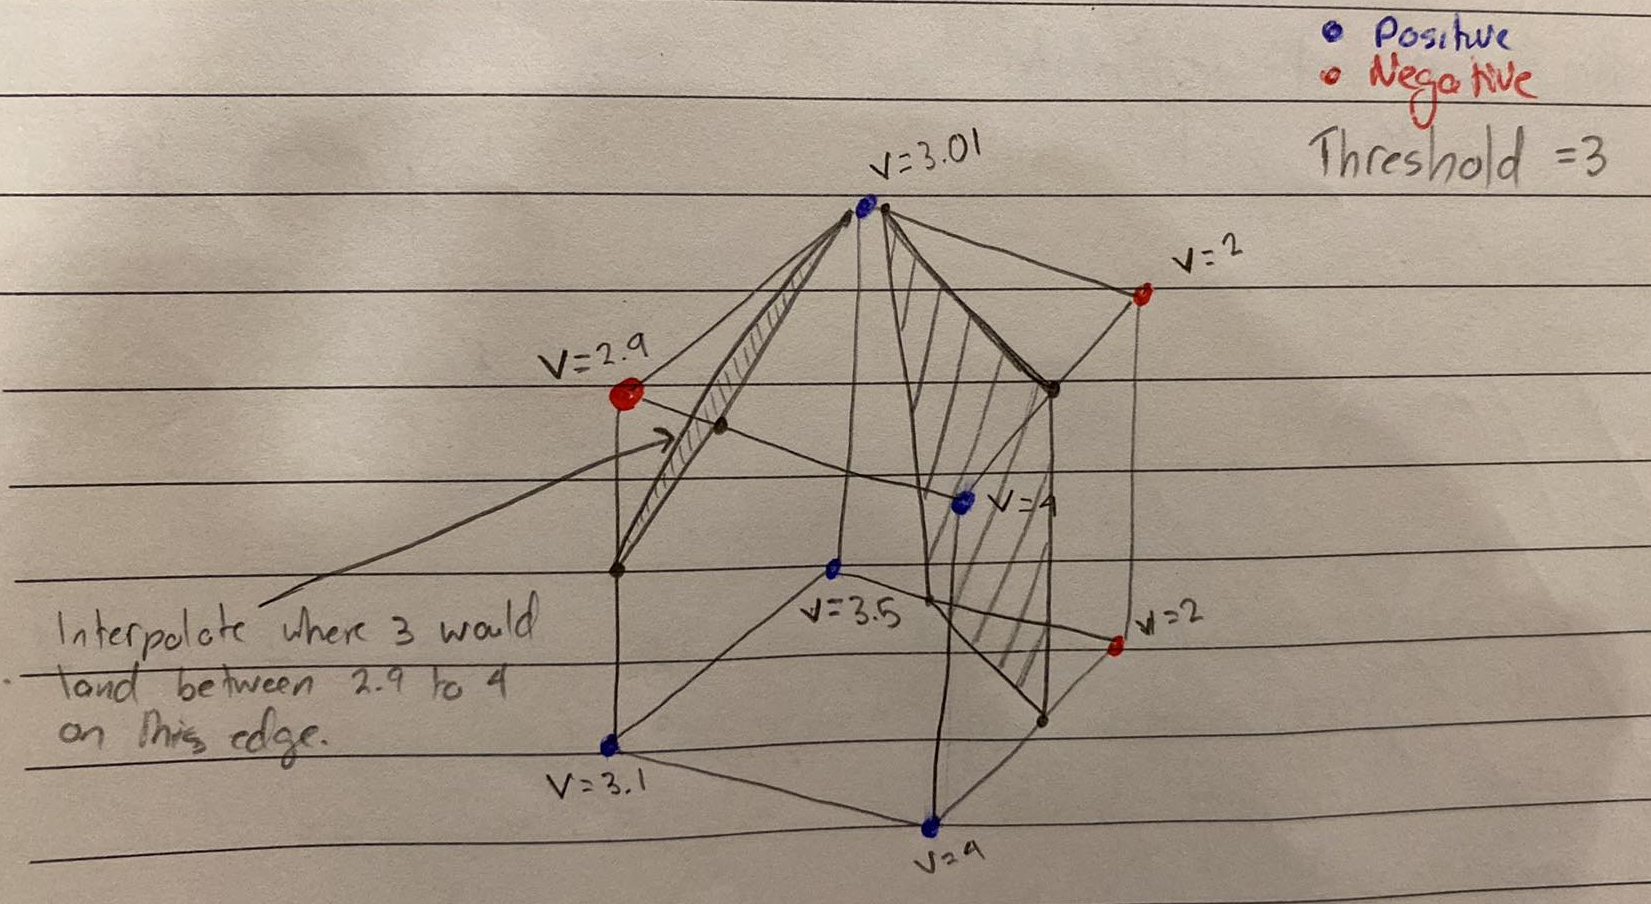 Positive
Negative
Threshold = 3
V=3.01
V=2
V=2.9
V=4
V=3.5
V=2
Interpolate where 3 would
land between 2.9 to 4
on this edge.
V=3.1
V=4